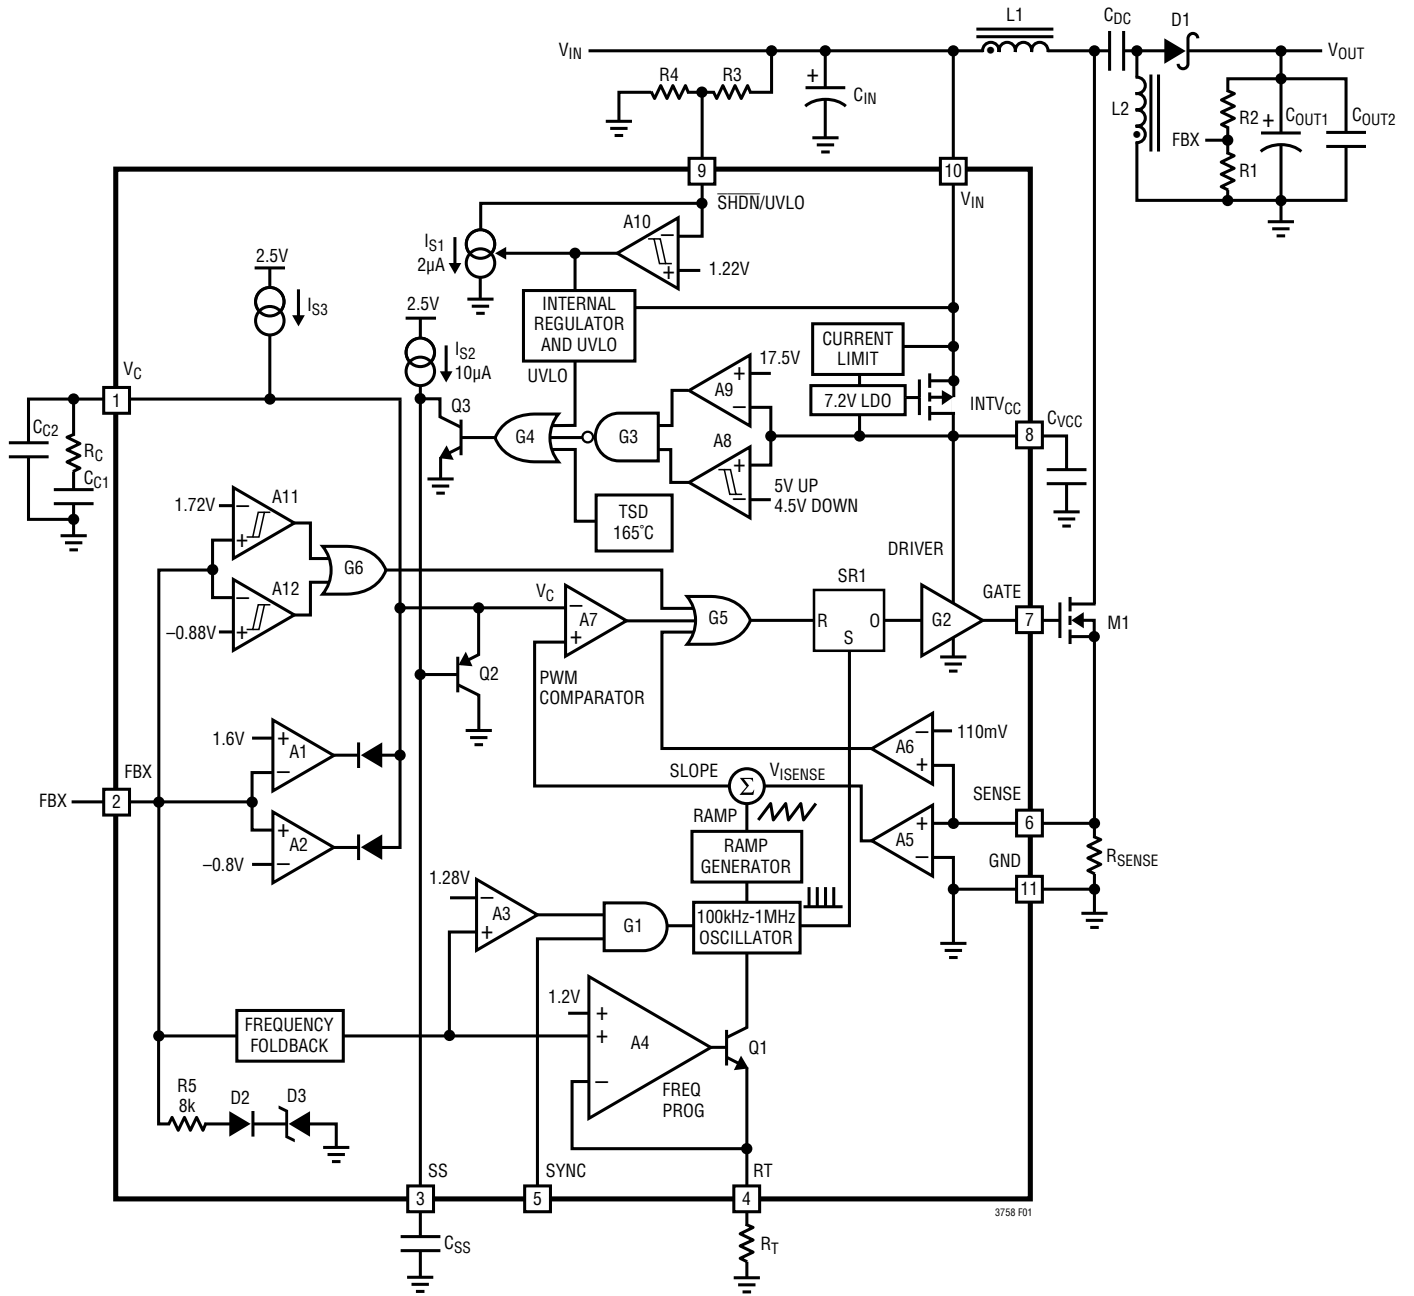 L1
CDC
D1
VIN
VOUT
R4
R3
CIN
L2
R2
COUT1
COUT2
FBX
R1
9
10
SHDN/UVLO
VIN
A10
IS1
2µA
1.22V
2.5V
IS3
2.5V
INTERNAL
REGULATOR
AND UVLO
CURRENT
LIMIT
IS2
10µA
17.5V
VC
UVLO
A9
7.2V LDO
1
Q3
INTVCC
CVCC
CC2
RC
G4
G3
A8
8
CC1
5V UP
4.5V DOWN
1.72V
A11
TSD
165˚C
DRIVER
G6
SR1
A12
VC
GATE
A7
G5
R
O
S
G2
7
M1
–0.88V
Q2
PWM
COMPARATOR
1.6V
A1
A6
110mV
FBX
SLOPE
VISENSE
Σ
SENSE
FBX
2
RAMP
6
A2
RAMP
GENERATOR
A5
RSENSE
–0.8V
GND
1.28V
11
A3
G1
100kHz-1MHz
OSCILLATOR
1.2V
FREQUENCY
FOLDBACK
A4
Q1
R5
8k
D2
D3
FREQ
PROG
SS
SYNC
RT
3
5
4
3758 F01
CSS
RT